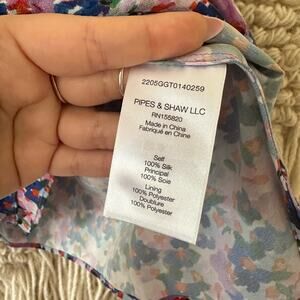 2205GGT0140259
PIPES & SHAW LLC
RN155820
Made in China
Fabriqué en Chine
Self
100% Silk
Principal
100% Soie
Lining
100% Polyester
Doublure
100% Polyester